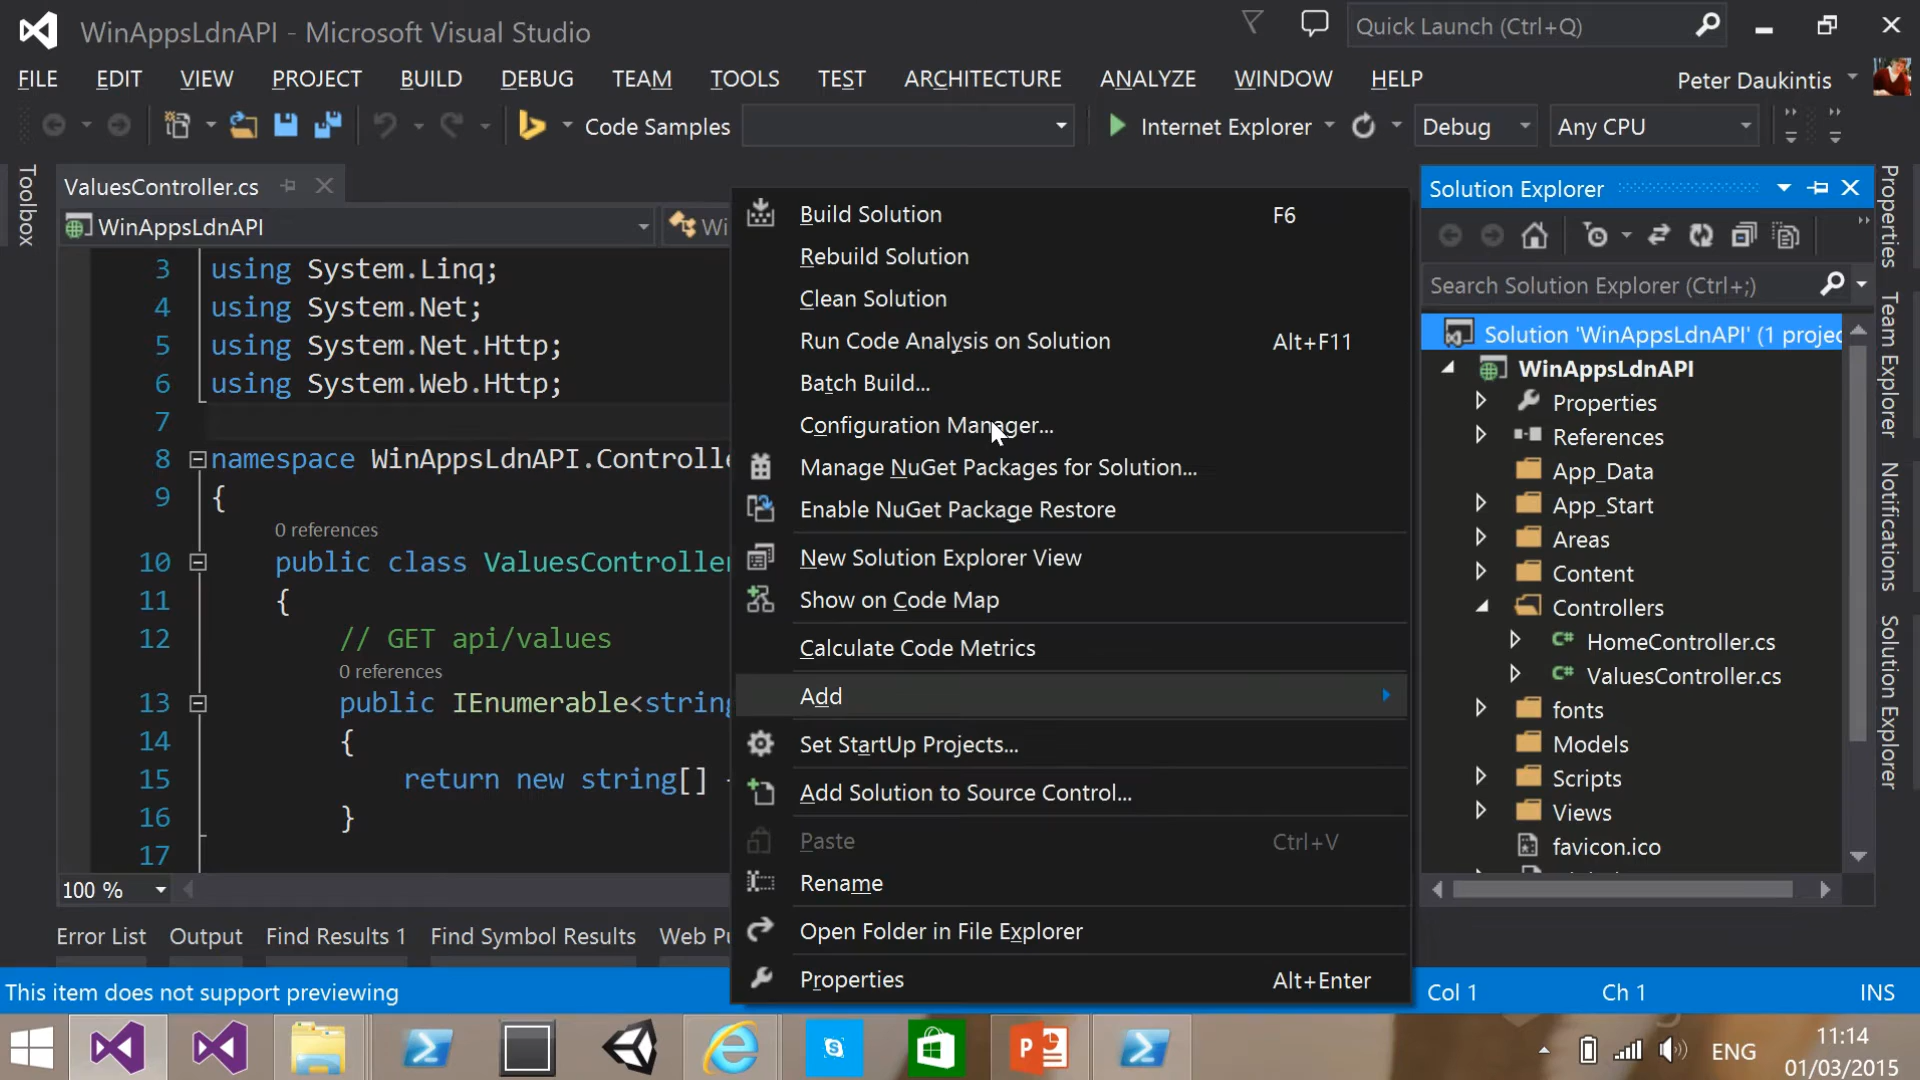 WinAppsLdnAPI - Microsoft Visual Studio
Quick Launch (Ctrl+Q)
FILE EDIT VIEW PROJECT BUILD DEBUG TEAM TOOLS TEST ARCHITECTURE ANALYZE WINDOW HELP
Peter Daukintis
Code Samples
Internet Explorer
Debug
Any CPU
Toolbox
ValuesController.cs
WinAppsLdnAPI
Wi
3 using System.Linq;
4 using System.Net;
5 using System.Net.Http;
6 using System.Web.Http;
7
8 namespace WinAppsLdnAPI.Controlle
9 {
0 references
10 public class ValuesController
11 {
12 // GET api/values
0 references
13 public IEnumerable<string
14 {
15 return new string[]
16 }
17
100 %
Error List Output Find Results 1 Find Symbol Results Web Pu
Build Solution F6
Rebuild Solution
Clean Solution
Run Code Analysis on Solution Alt+F11
Batch Build...
Configuration Manager...
Manage NuGet Packages for Solution...
Enable NuGet Package Restore
New Solution Explorer View
Show on Code Map
Calculate Code Metrics
Add
Set StartUp Projects...
Add Solution to Source Control...
Paste Ctrl+V
Rename
Open Folder in File Explorer
Properties Alt+Enter
Solution Explorer
Search Solution Explorer (Ctrl+;)
Solution 'WinAppsLdnAPI' (1 projec
WinAppsLdnAPI
Properties
References
App_Data
App_Start
Areas
Content
Controllers
C# HomeController.cs
C# ValuesController.cs
fonts
Models
Scripts
Views
favicon.ico
Properties
Team Explorer
Notifications
Solution Explorer
This item does not support previewing
Col 1 Ch 1 INS
ENG
11:14
01/03/2015